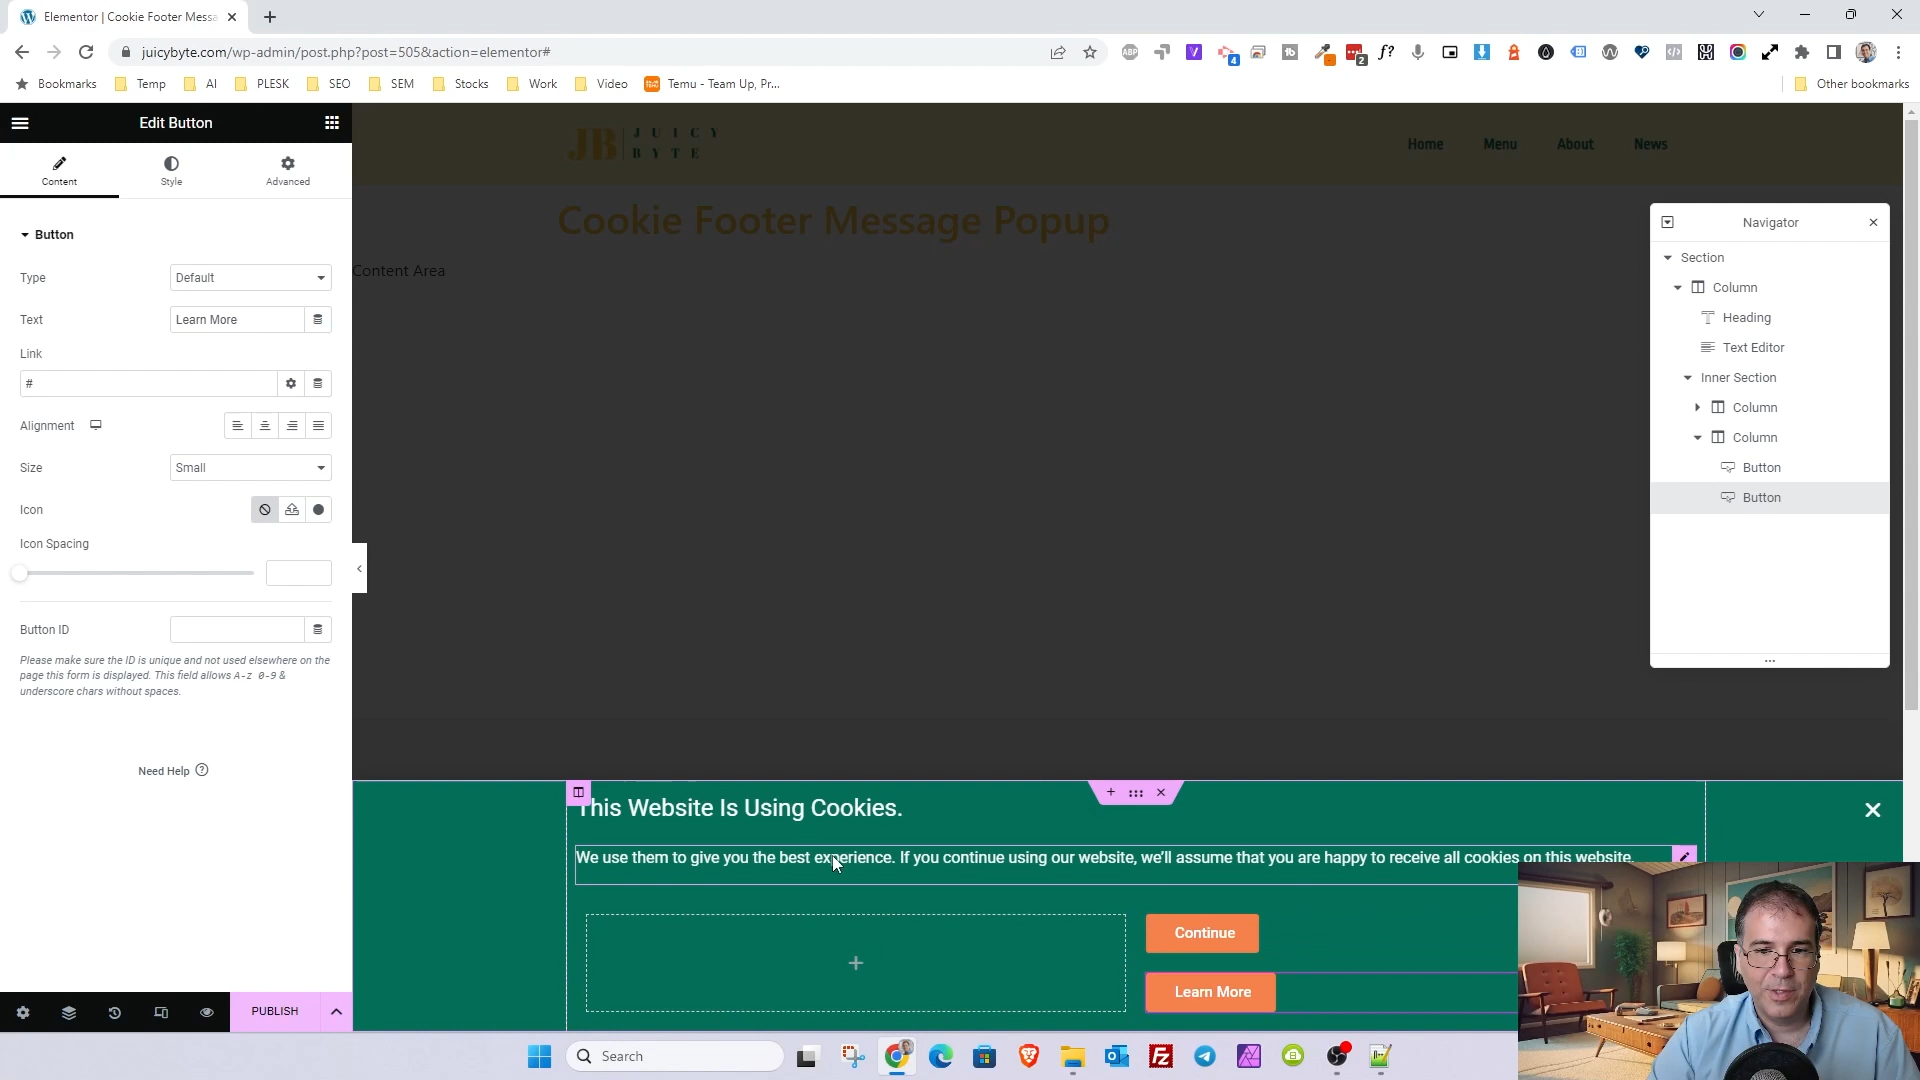 Elementor | Cookie Footer Messa
juicybyte.com/wp-admin/post.php?post=505&action=elementor#
Bookmarks
Temp
AI
PLESK
SEO
SEM
Stocks
Work
Video
Temu - Team Up, Pr...
Other bookmarks
Edit Button
Content
Style
Advanced
Button
Type
Default
Text
Learn More
Link
#
Alignment
Size
Small
Icon
Icon Spacing
Button ID
Please make sure the ID is unique and not used elsewhere on the
page this form is displayed. This field allows A-z 0-9 &
underscore chars without spaces.
Need Help
PUBLISH
JB JUICY
BYTE
Home
Menu
About
News
Cookie Footer Message Popup
Content Area
Navigator
Section
Column
Heading
Text Editor
Inner Section
Column
Column
Button
Button
This Website Is Using Cookies.
We use them to give you the best experience. If you continue using our website, we'll assume that you are happy to receive all cookies on this website.
Continue
Learn More
Search